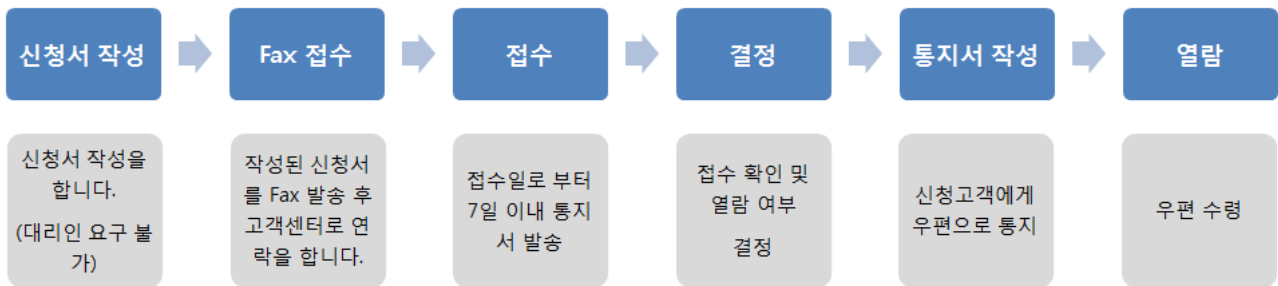 신청서 작성
Fax 접수
접수
결정
통지서 작성
열람
신청서 작성을
합니다.
(대리인 요구 불
가)
작성된 신청서
를 Fax 발송 후
고객센터로 연
락을 합니다.
접수일로 부터
7일 이내 통지
서 발송
접수 확인 및
열람 여부
결정
신청고객에게
우편으로 통지
우편 수령